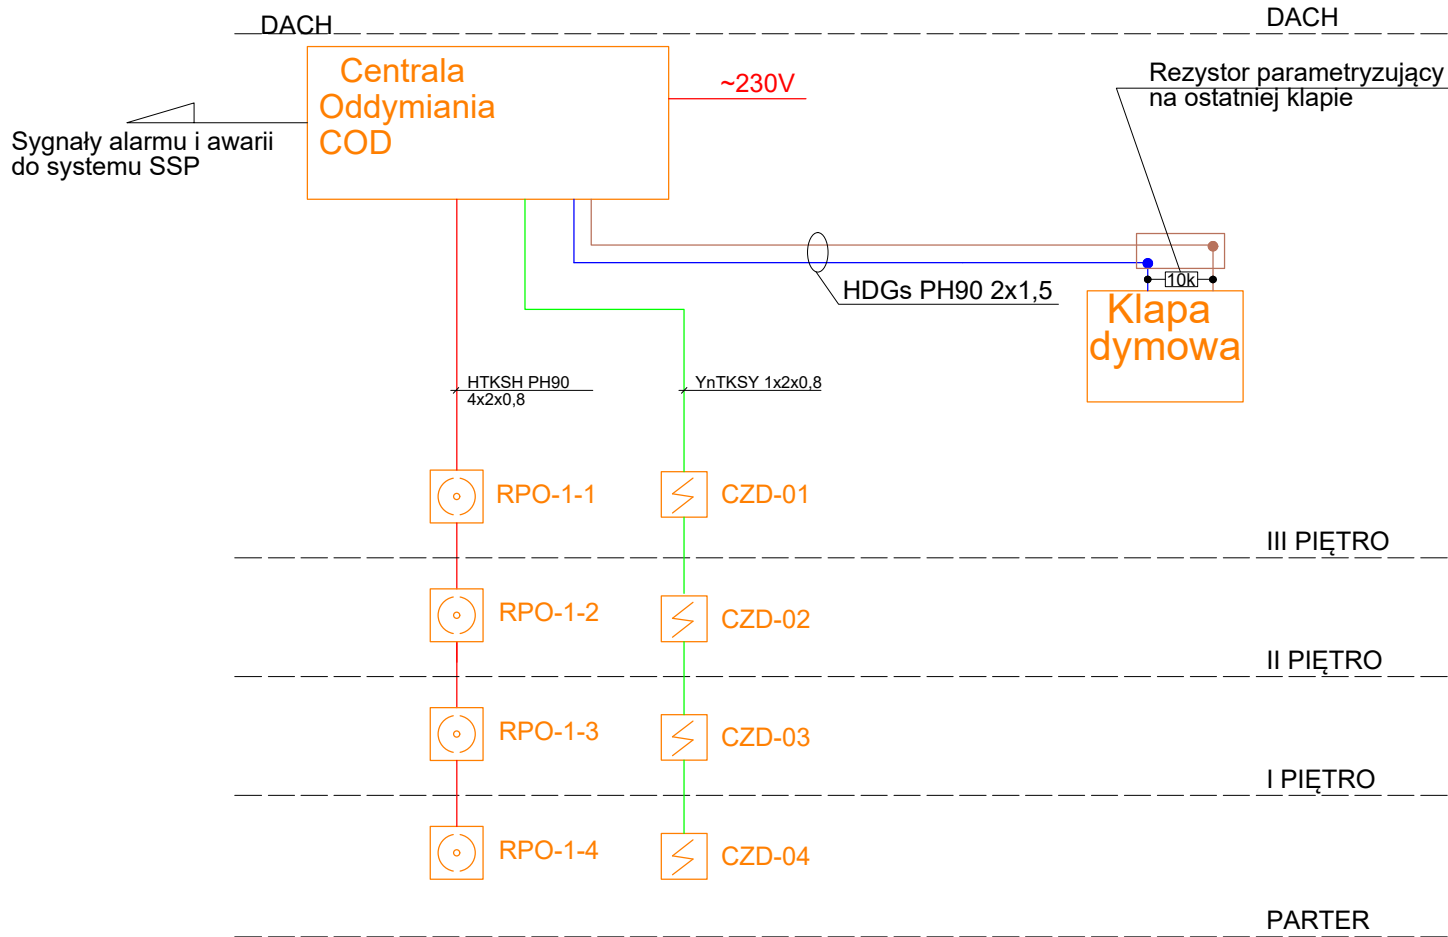 DACH
DACH
Centrala
Oddymiania
COD
~230V
Rezystor parametryzujący
na ostatniej klapie
Sygnały alarmu i awarii
do systemu SSP
10k
HDGs PH90 2x1,5
Klapa
dymowa
HTKSH PH90
4x2x0,8
YnTKSY 1x2x0,8
RPO-1-1
CZD-01
III PIĘTRO
RPO-1-2
CZD-02
II PIĘTRO
RPO-1-3
CZD-03
I PIĘTRO
RPO-1-4
CZD-04
PARTER